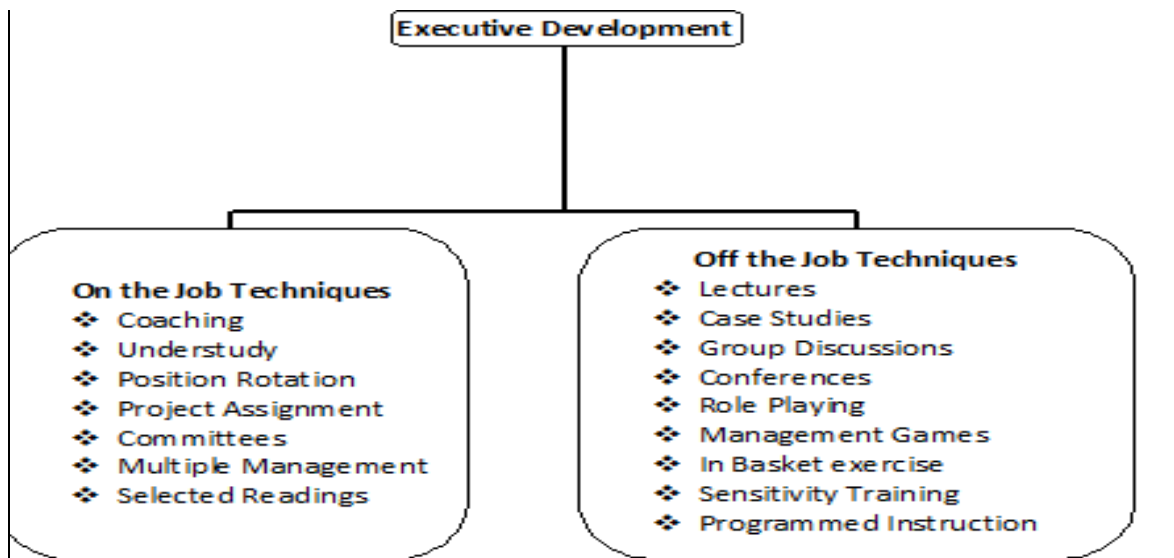 Executive Development
On the Job Techniques
❖ Coaching
❖ Understudy
❖ Position Rotation
❖ Project Assignment
❖ Committees
❖ Multiple Management
❖ Selected Readings
Off the Job Techniques
❖ Lectures
❖ Case Studies
❖ Group Discussions
❖ Conferences
❖ Role Playing
❖ Management Games
❖ In Basket exercise
❖ Sensitivity Training
❖ Programmed Instruction